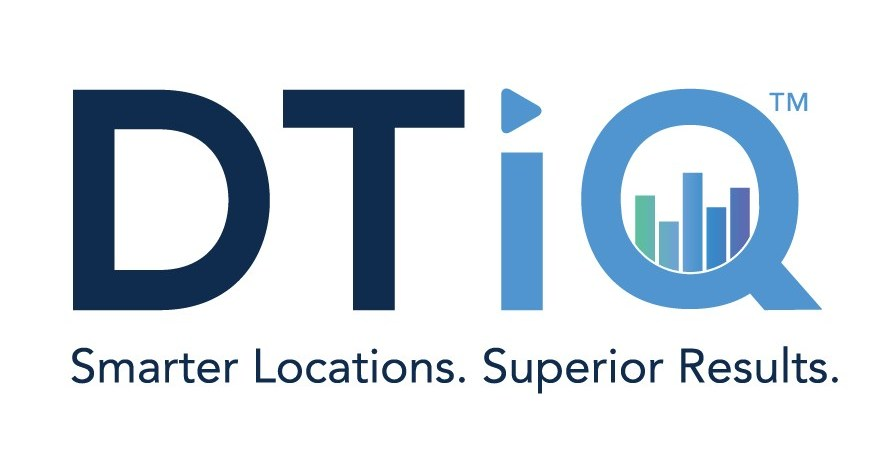 DTiQ™
Smarter Locations. Superior Results.